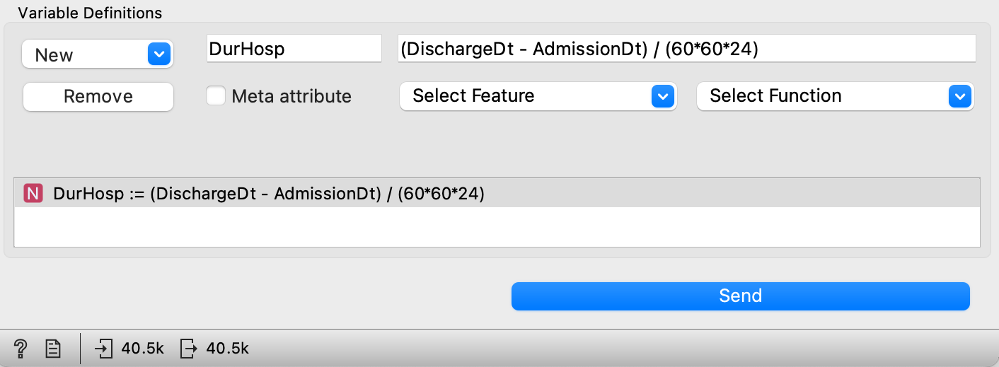 Variable Definitions
New
DurHosp
(DischargeDt - AdmissionDt) / (60*60*24)
Remove
Meta attribute
Select Feature
Select Function
N DurHosp := (DischargeDt - AdmissionDt) / (60*60*24)
Send
? 40.5k 40.5k